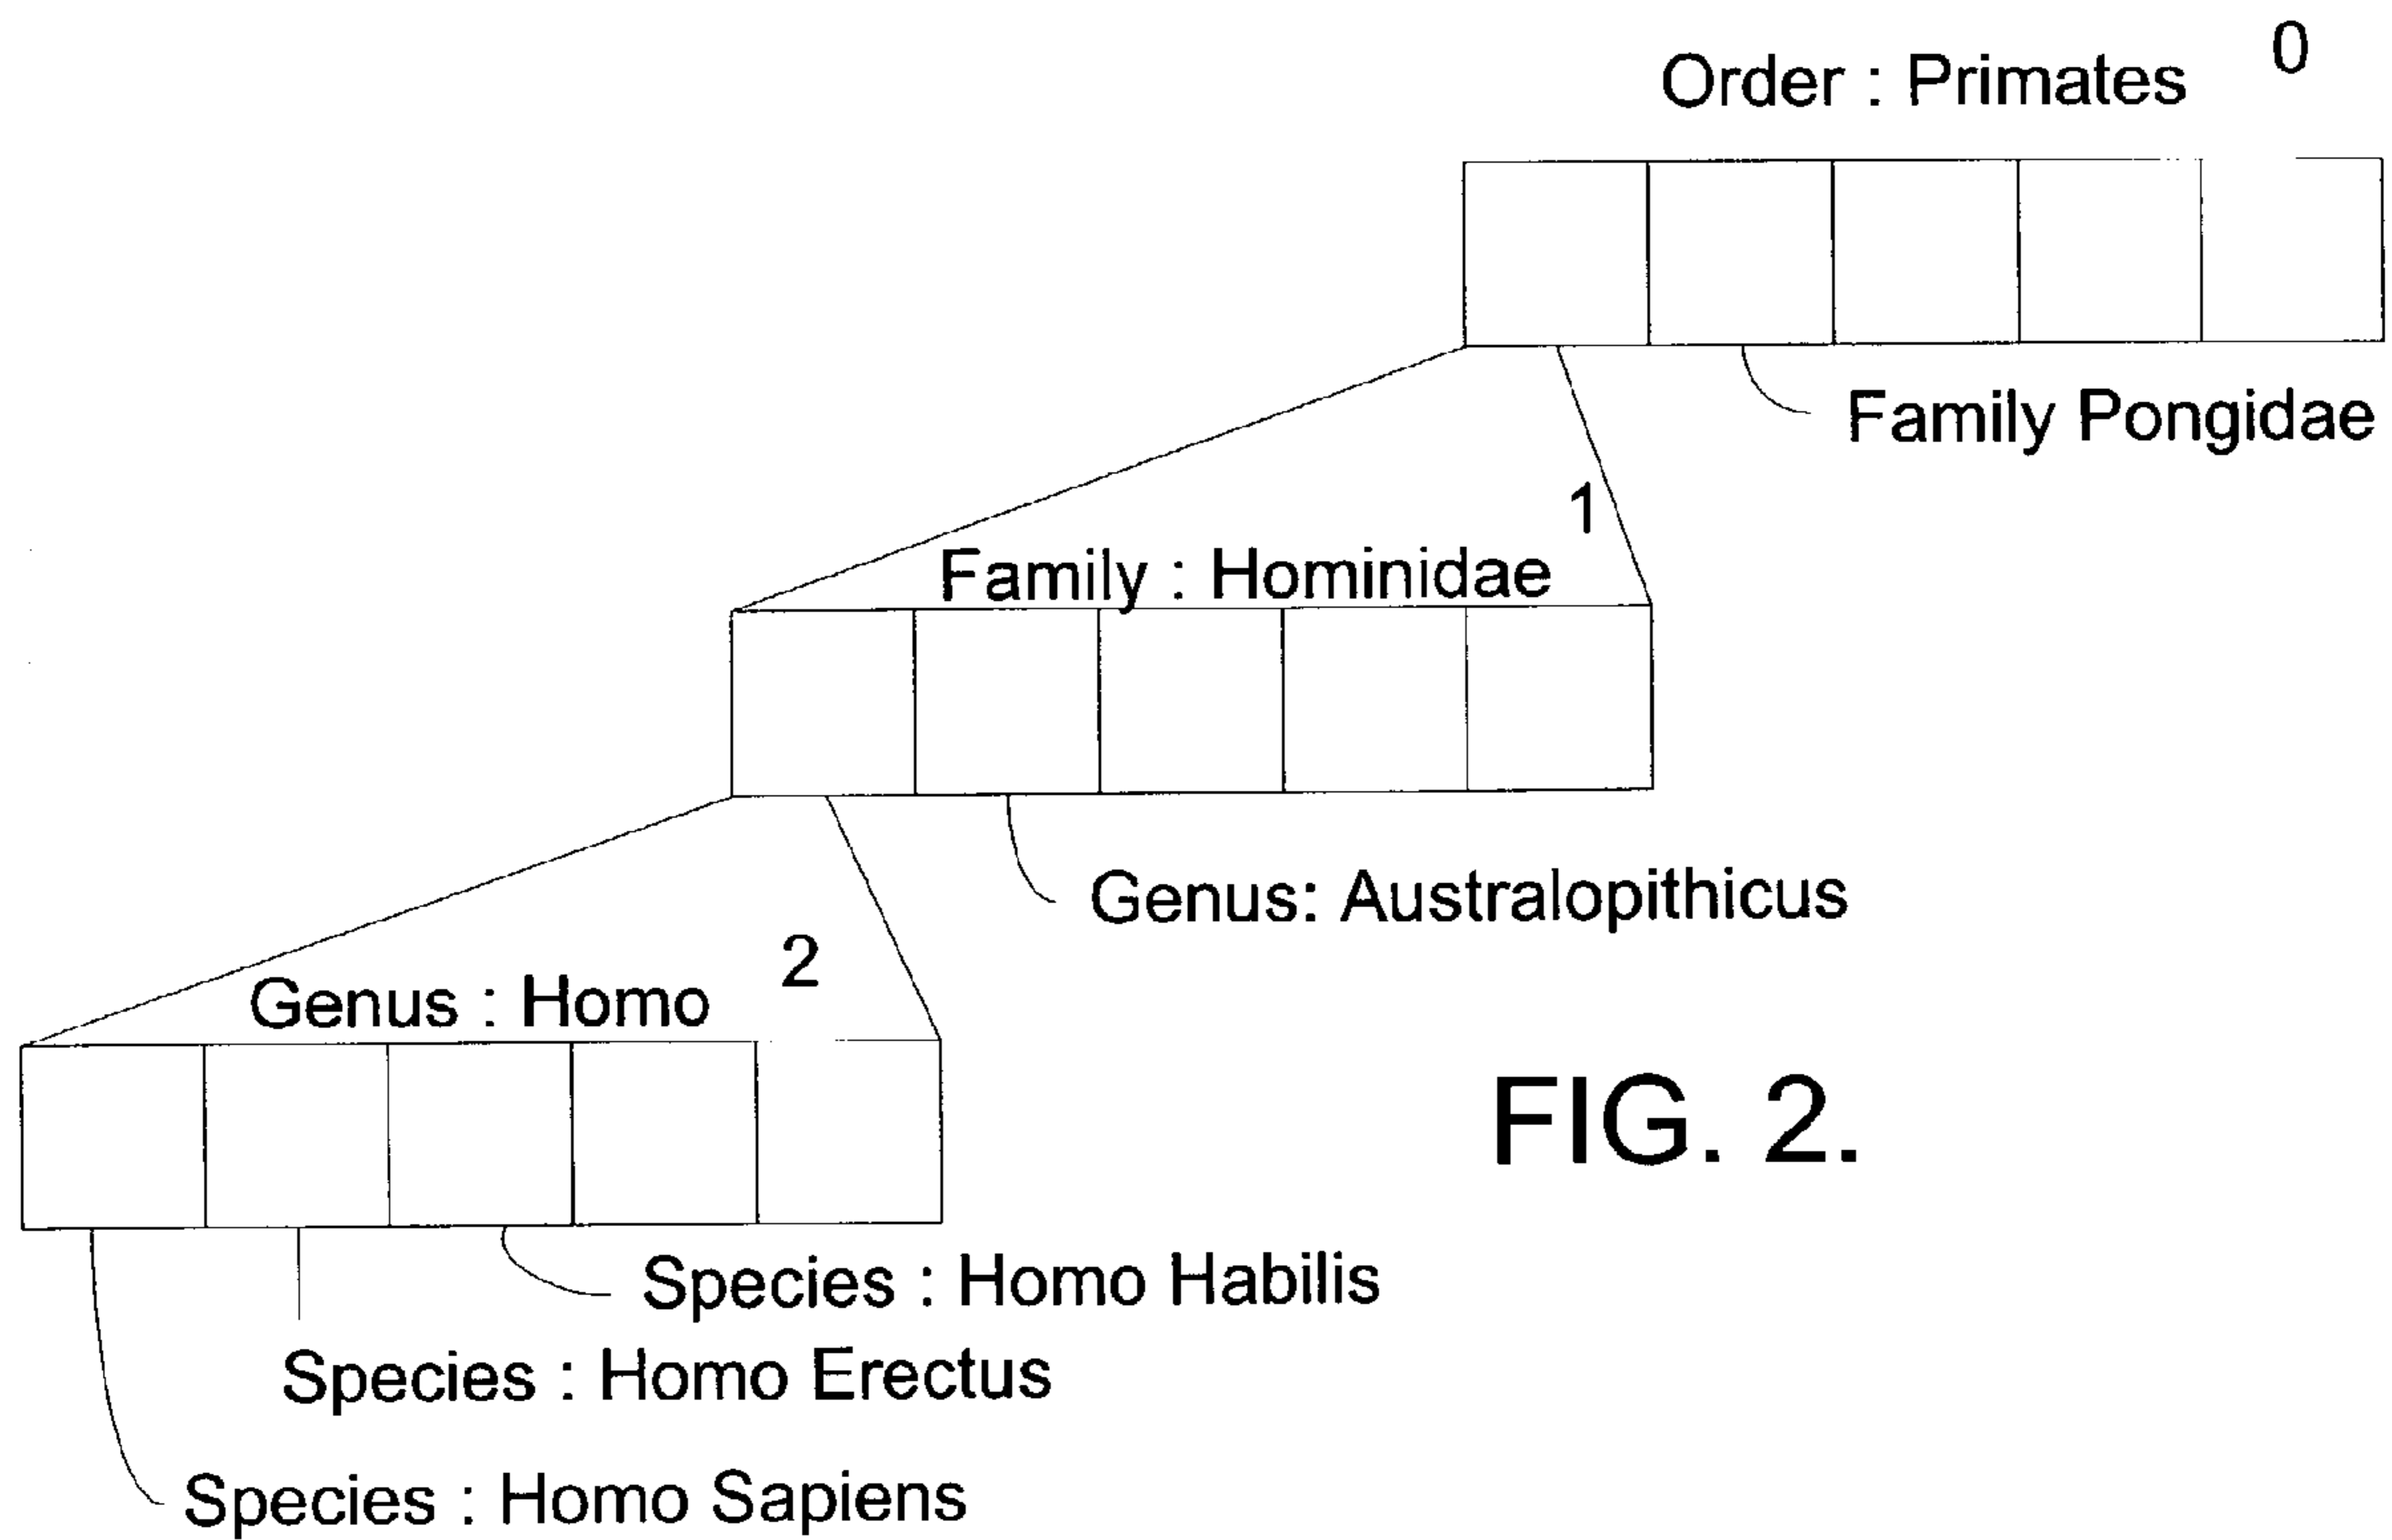 0
Order : Primates
Family Pongidae
1
Family : Hominidae
Genus: Australopithicus
2
Genus : Homo
FIG. 2.
Species : Homo Habilis
Species : Homo Erectus
Species : Homo Sapiens